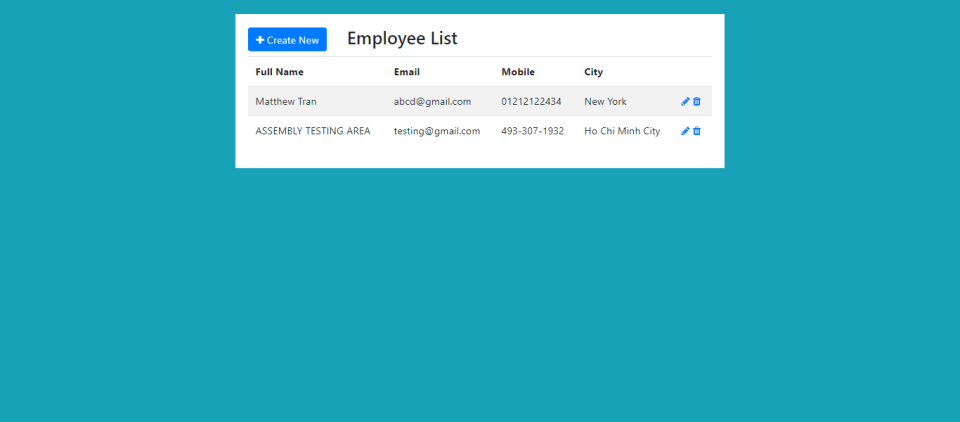 Create New Employee List
Full Name Email Mobile City
Matthew Tran abcd@gmail.com 01212122434 New York
ASSEMBLY TESTING AREA testing@gmail.com 493-307-1932 Ho Chi Minh City